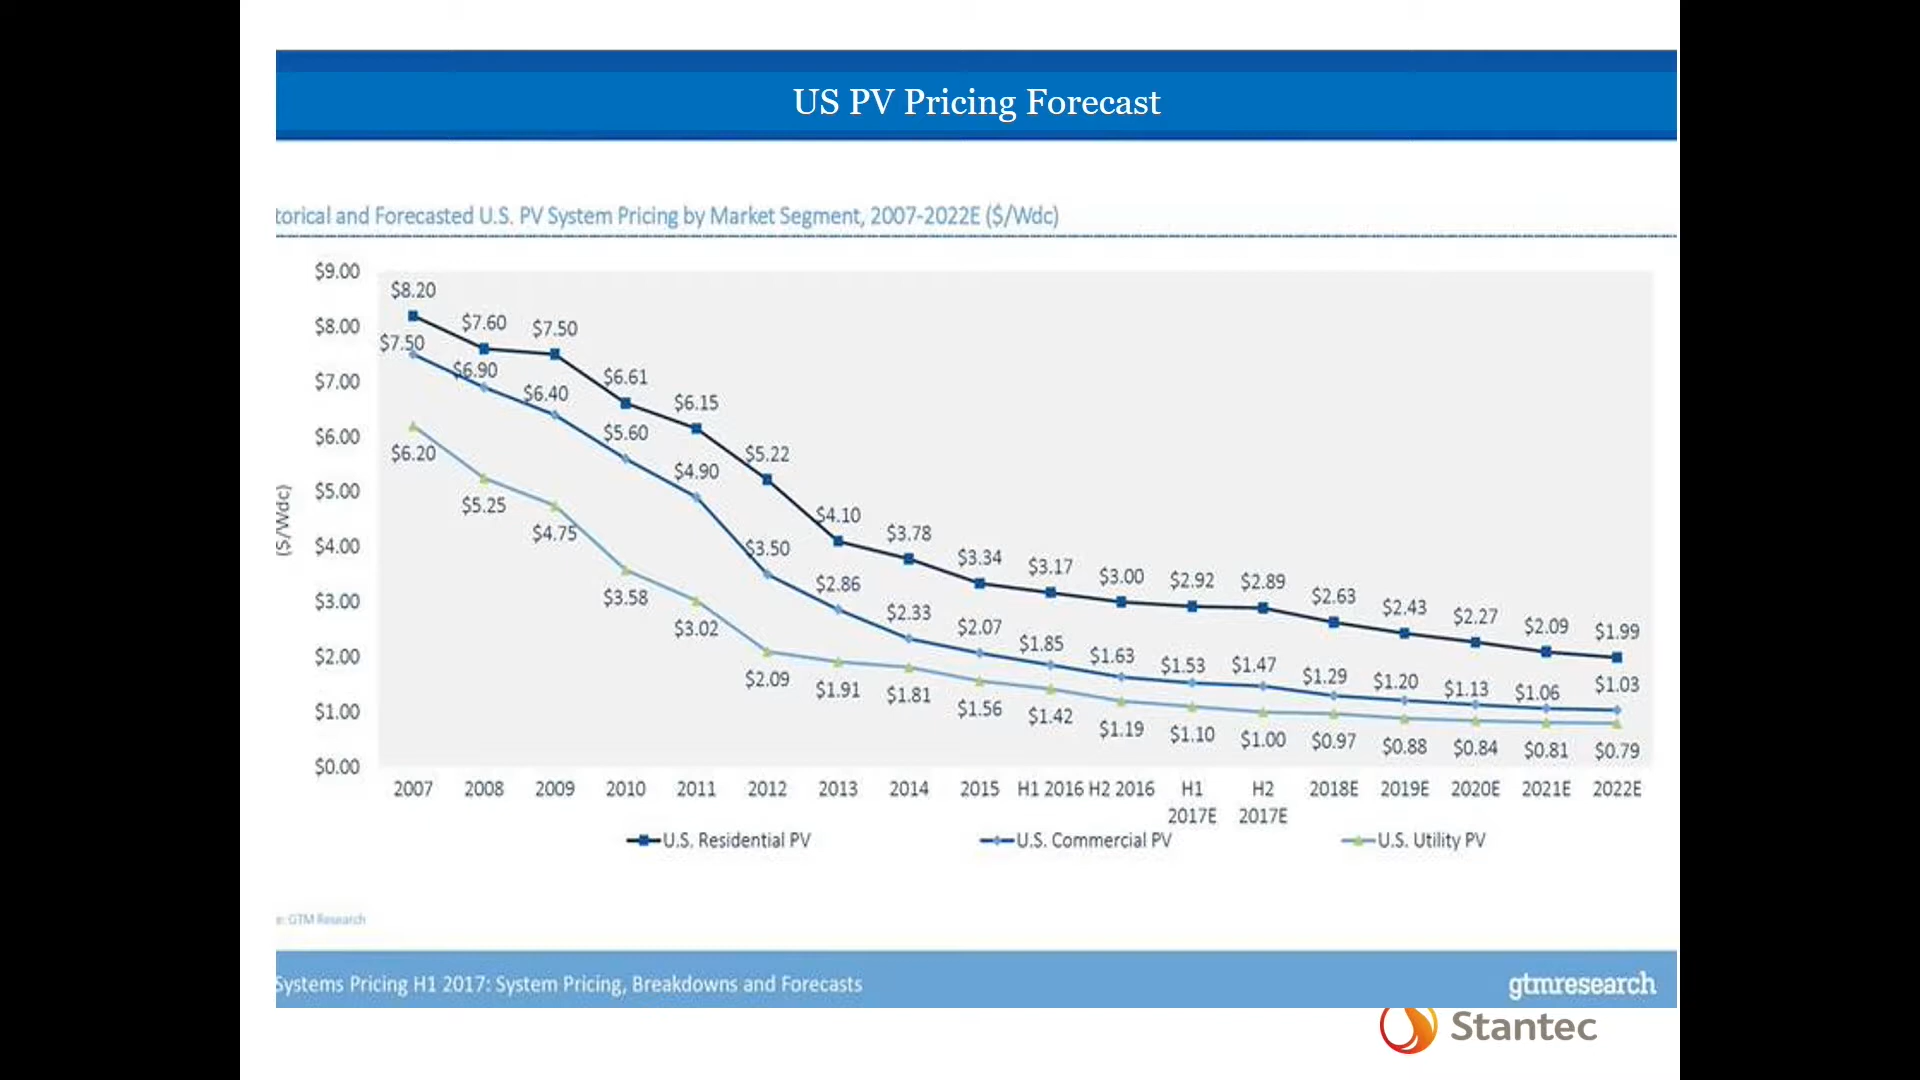 US PV Pricing Forecast
torical and Forecasted U.S. PV System Pricing by Market Segment, 2007-2022E ($/Wdc)
($/Wdc)
$9.00
$8.00
$7.00
$6.00
$5.00
$4.00
$3.00
$2.00
$1.00
$0.00
$8.20 $7.60 $7.50 $6.61 $6.15 $5.22 $4.10 $3.78 $3.34 $3.17 $3.00 $2.92 $2.89 $2.63 $2.43 $2.27 $2.09 $1.99
$7.50 $6.90 $6.40 $5.60 $4.90 $3.50 $2.86 $2.33 $2.07 $1.85 $1.63 $1.53 $1.47 $1.29 $1.20 $1.13 $1.06 $1.03
$6.20 $5.25 $4.75 $3.58 $3.02 $2.09 $1.91 $1.81 $1.56 $1.42 $1.19 $1.10 $1.00 $0.97 $0.88 $0.84 $0.81 $0.79
2007 2008 2009 2010 2011 2012 2013 2014 2015 H1 2016 H2 2016 H1 2017E H2 2017E 2018E 2019E 2020E 2021E 2022E
U.S. Residential PV U.S. Commercial PV U.S. Utility PV
e: GTM Research
Systems Pricing H1 2017: System Pricing, Breakdowns and Forecasts
gtmresearch
Stantec